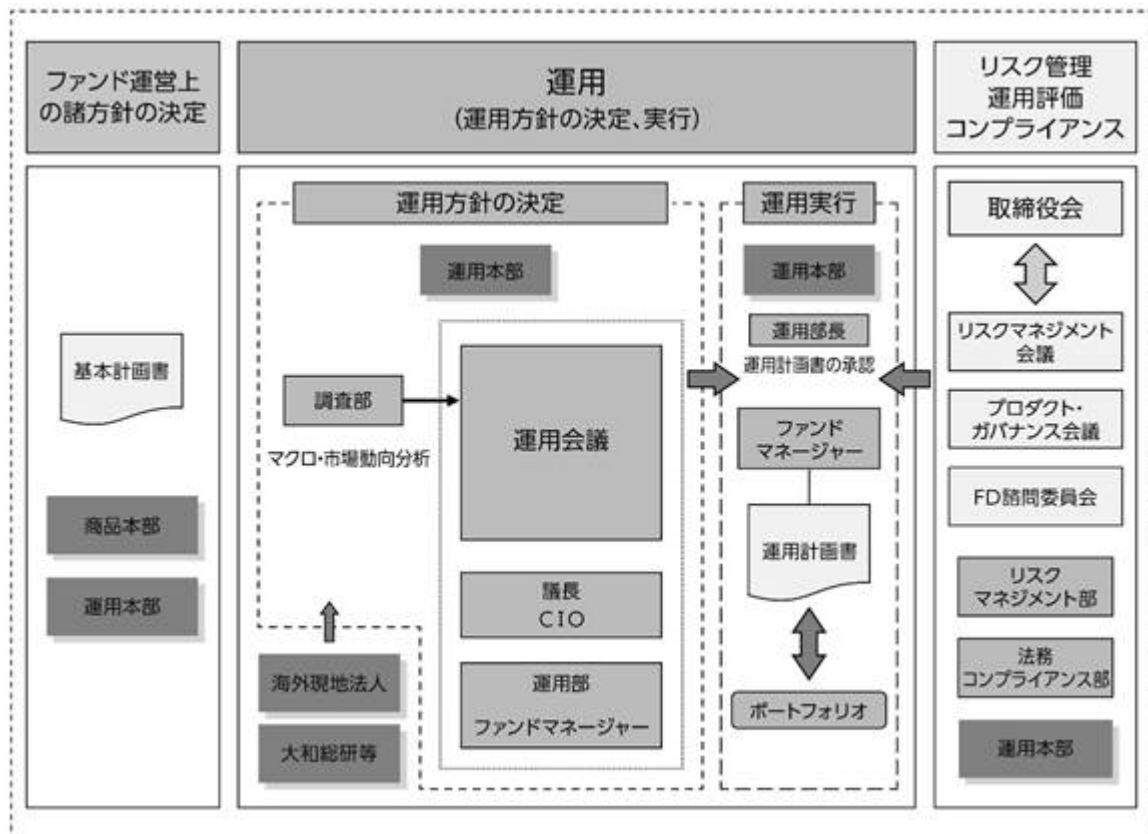 ファンド運営上
の諸方針の決定
基本計画書
商品本部
運用本部
運用
(運用方針の決定、実行)
運用方針の決定
運用本部
調査部
マクロ・市場動向分析
運用会議
議長
CIO
運用部
ファンドマネージャー
海外現地法人
大和総研等
運用実行
運用本部
運用部長
運用計画書の承認
ファンド
マネージャー
運用計画書
ポートフォリオ
リスク管理
運用評価
コンプライアンス
取締役会
リスクマネジメント
会議
プロダクト・
ガバナンス会議
FD諮問委員会
リスク
マネジメント部
法務
コンプライアンス部
運用本部